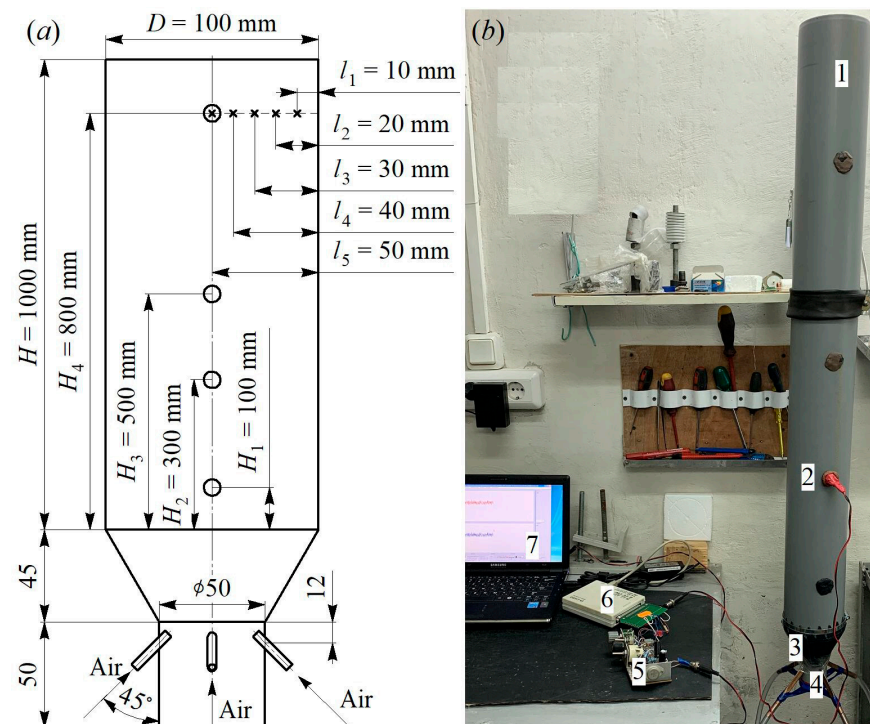 (a)
D = 100 mm
l1 = 10 mm
l2 = 20 mm
l3 = 30 mm
l4 = 40 mm
l5 = 50 mm
H = 1000 mm
H4 = 800 mm
H3 = 500 mm
H2 = 300 mm
H1 = 100 mm
45
ϕ50
12
50
Air
45°
Air
Air
(b)
1
2
3
4
5
6
7
SAMSUNG